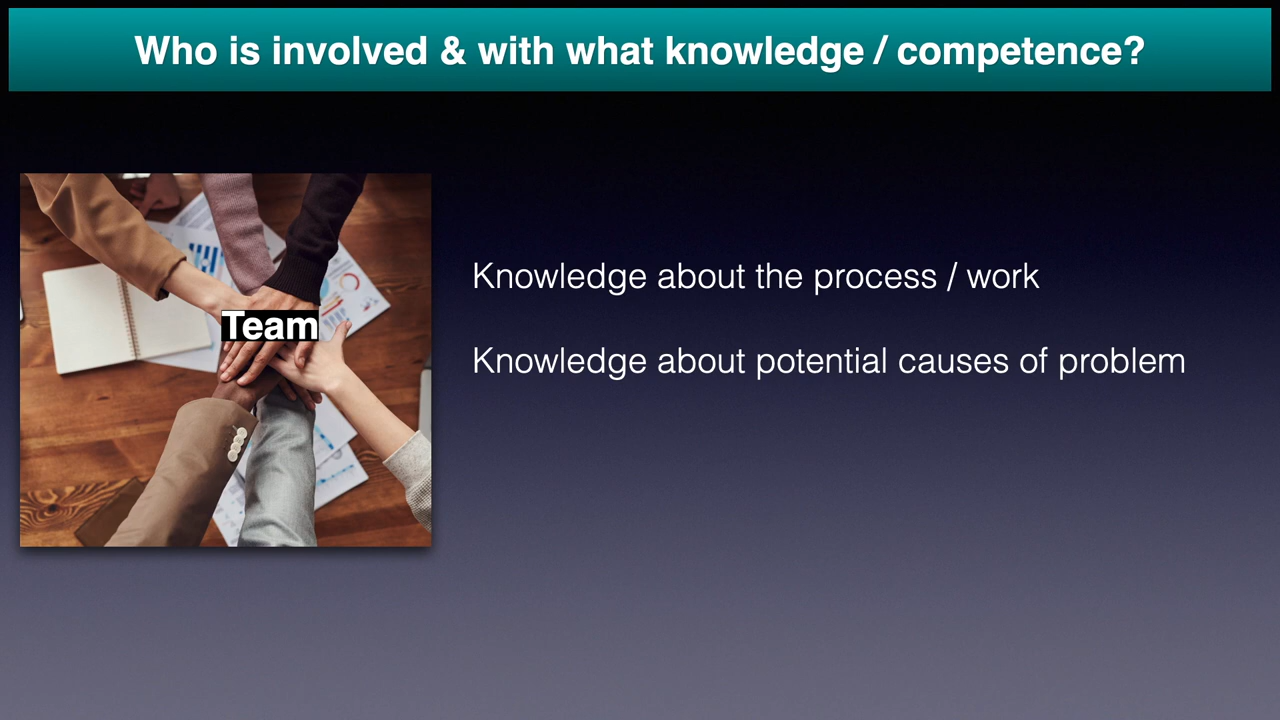 Who is involved & with what knowledge / competence?
Team
Knowledge about the process / work
Knowledge about potential causes of problem